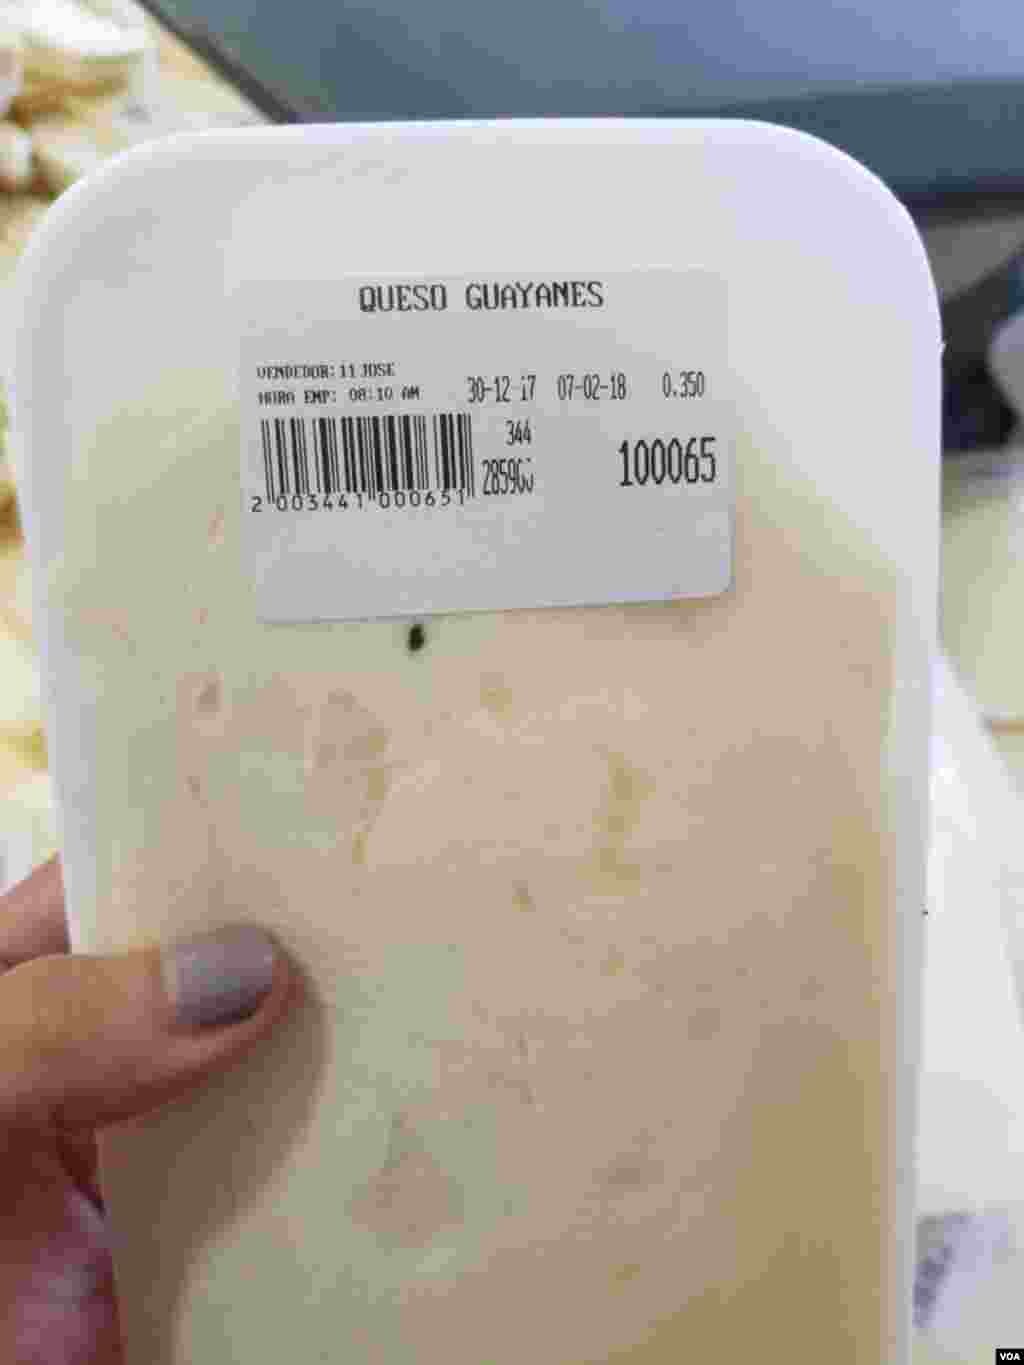 QUESO GUAYANES
VENDEDOR: 11 JOSE
HORA EMP: 08:10 AM
30-12 17 07-02-18 0.350
344
100065
2 003441 000651
VOA